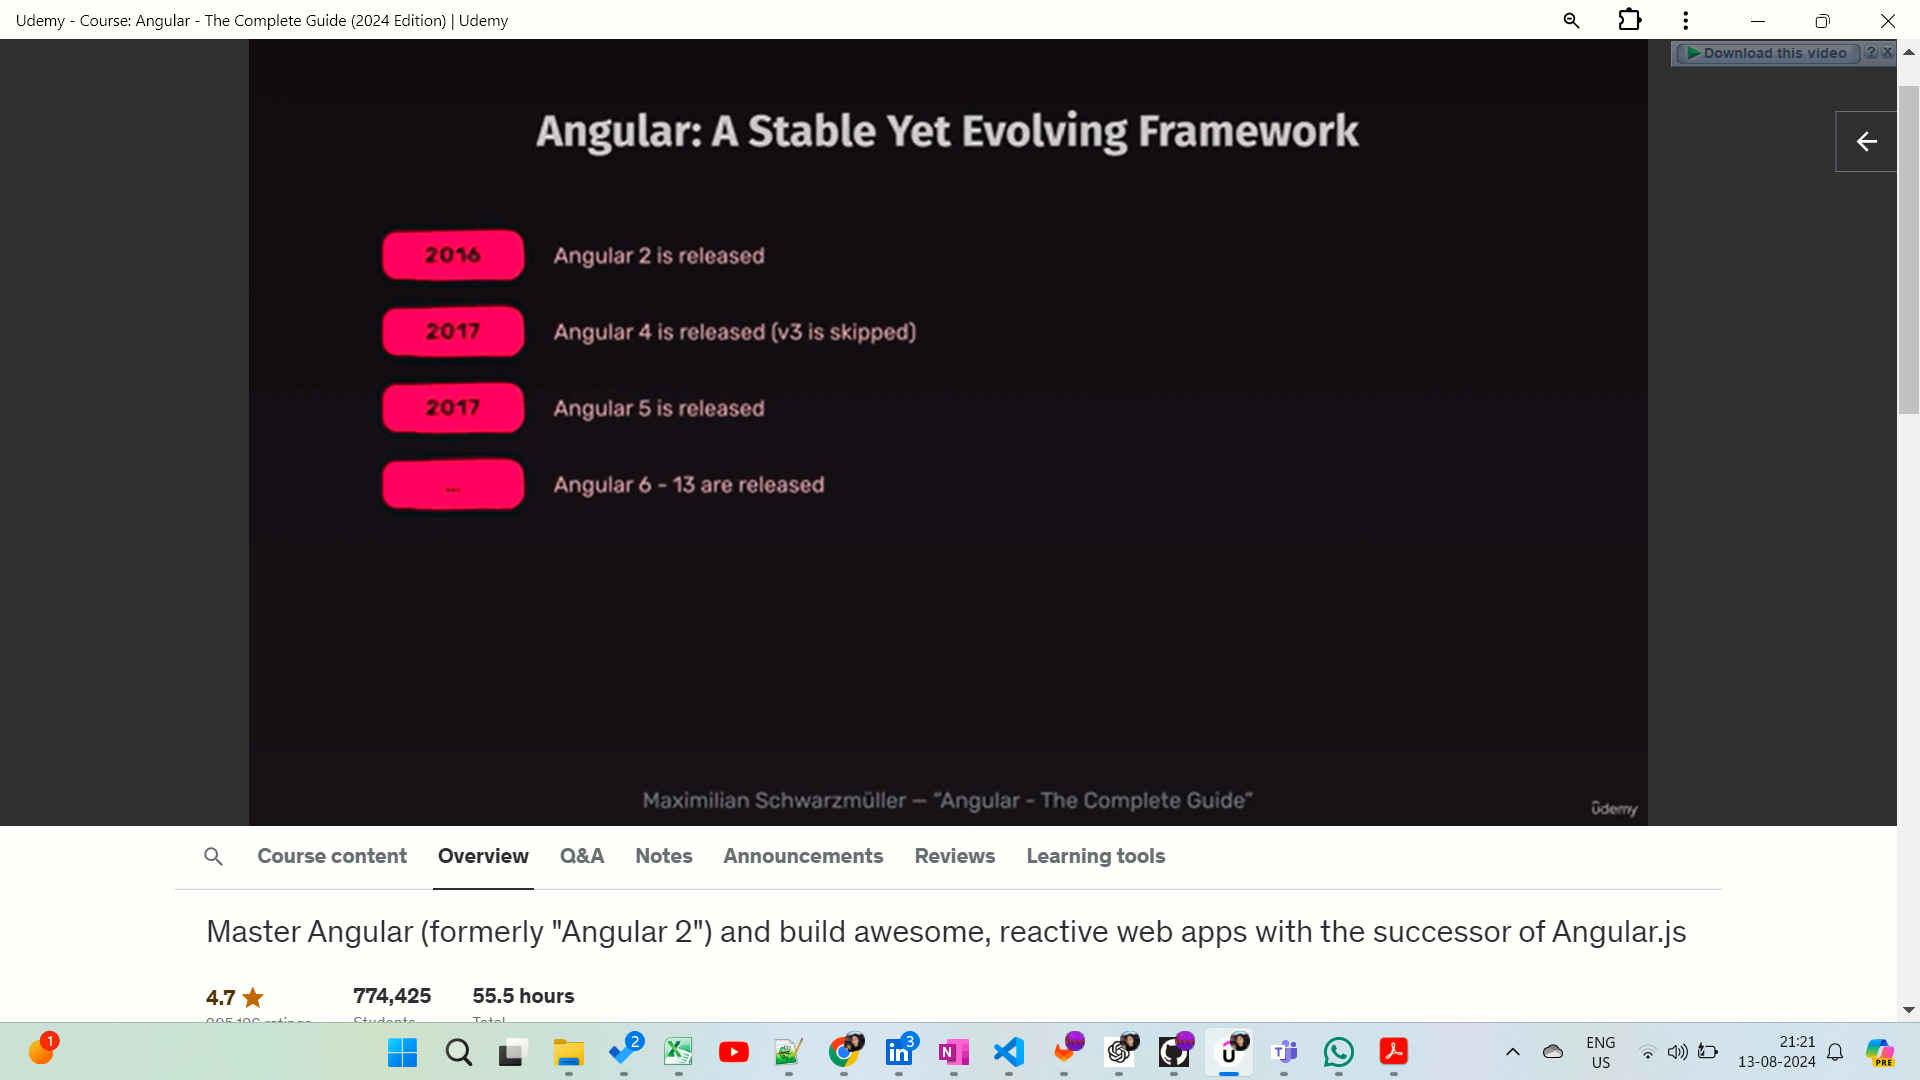 Udemy - Course: Angular - The Complete Guide (2024 Edition) | Udemy
Download this video ? x
Angular: A Stable Yet Evolving Framework
2016 Angular 2 is released
2017 Angular 4 is released (v3 is skipped)
2017 Angular 5 is released
... Angular 6 - 13 are released
Maximilian Schwarzmüller – “Angular - The Complete Guide”
ûdemy
Course content Overview Q&A Notes Announcements Reviews Learning tools
Master Angular (formerly "Angular 2") and build awesome, reactive web apps with the successor of Angular.js
4.7 774,425 55.5 hours
ratings Students Total
1 2 3 ENG 21:21
US 13-08-2024
PRE